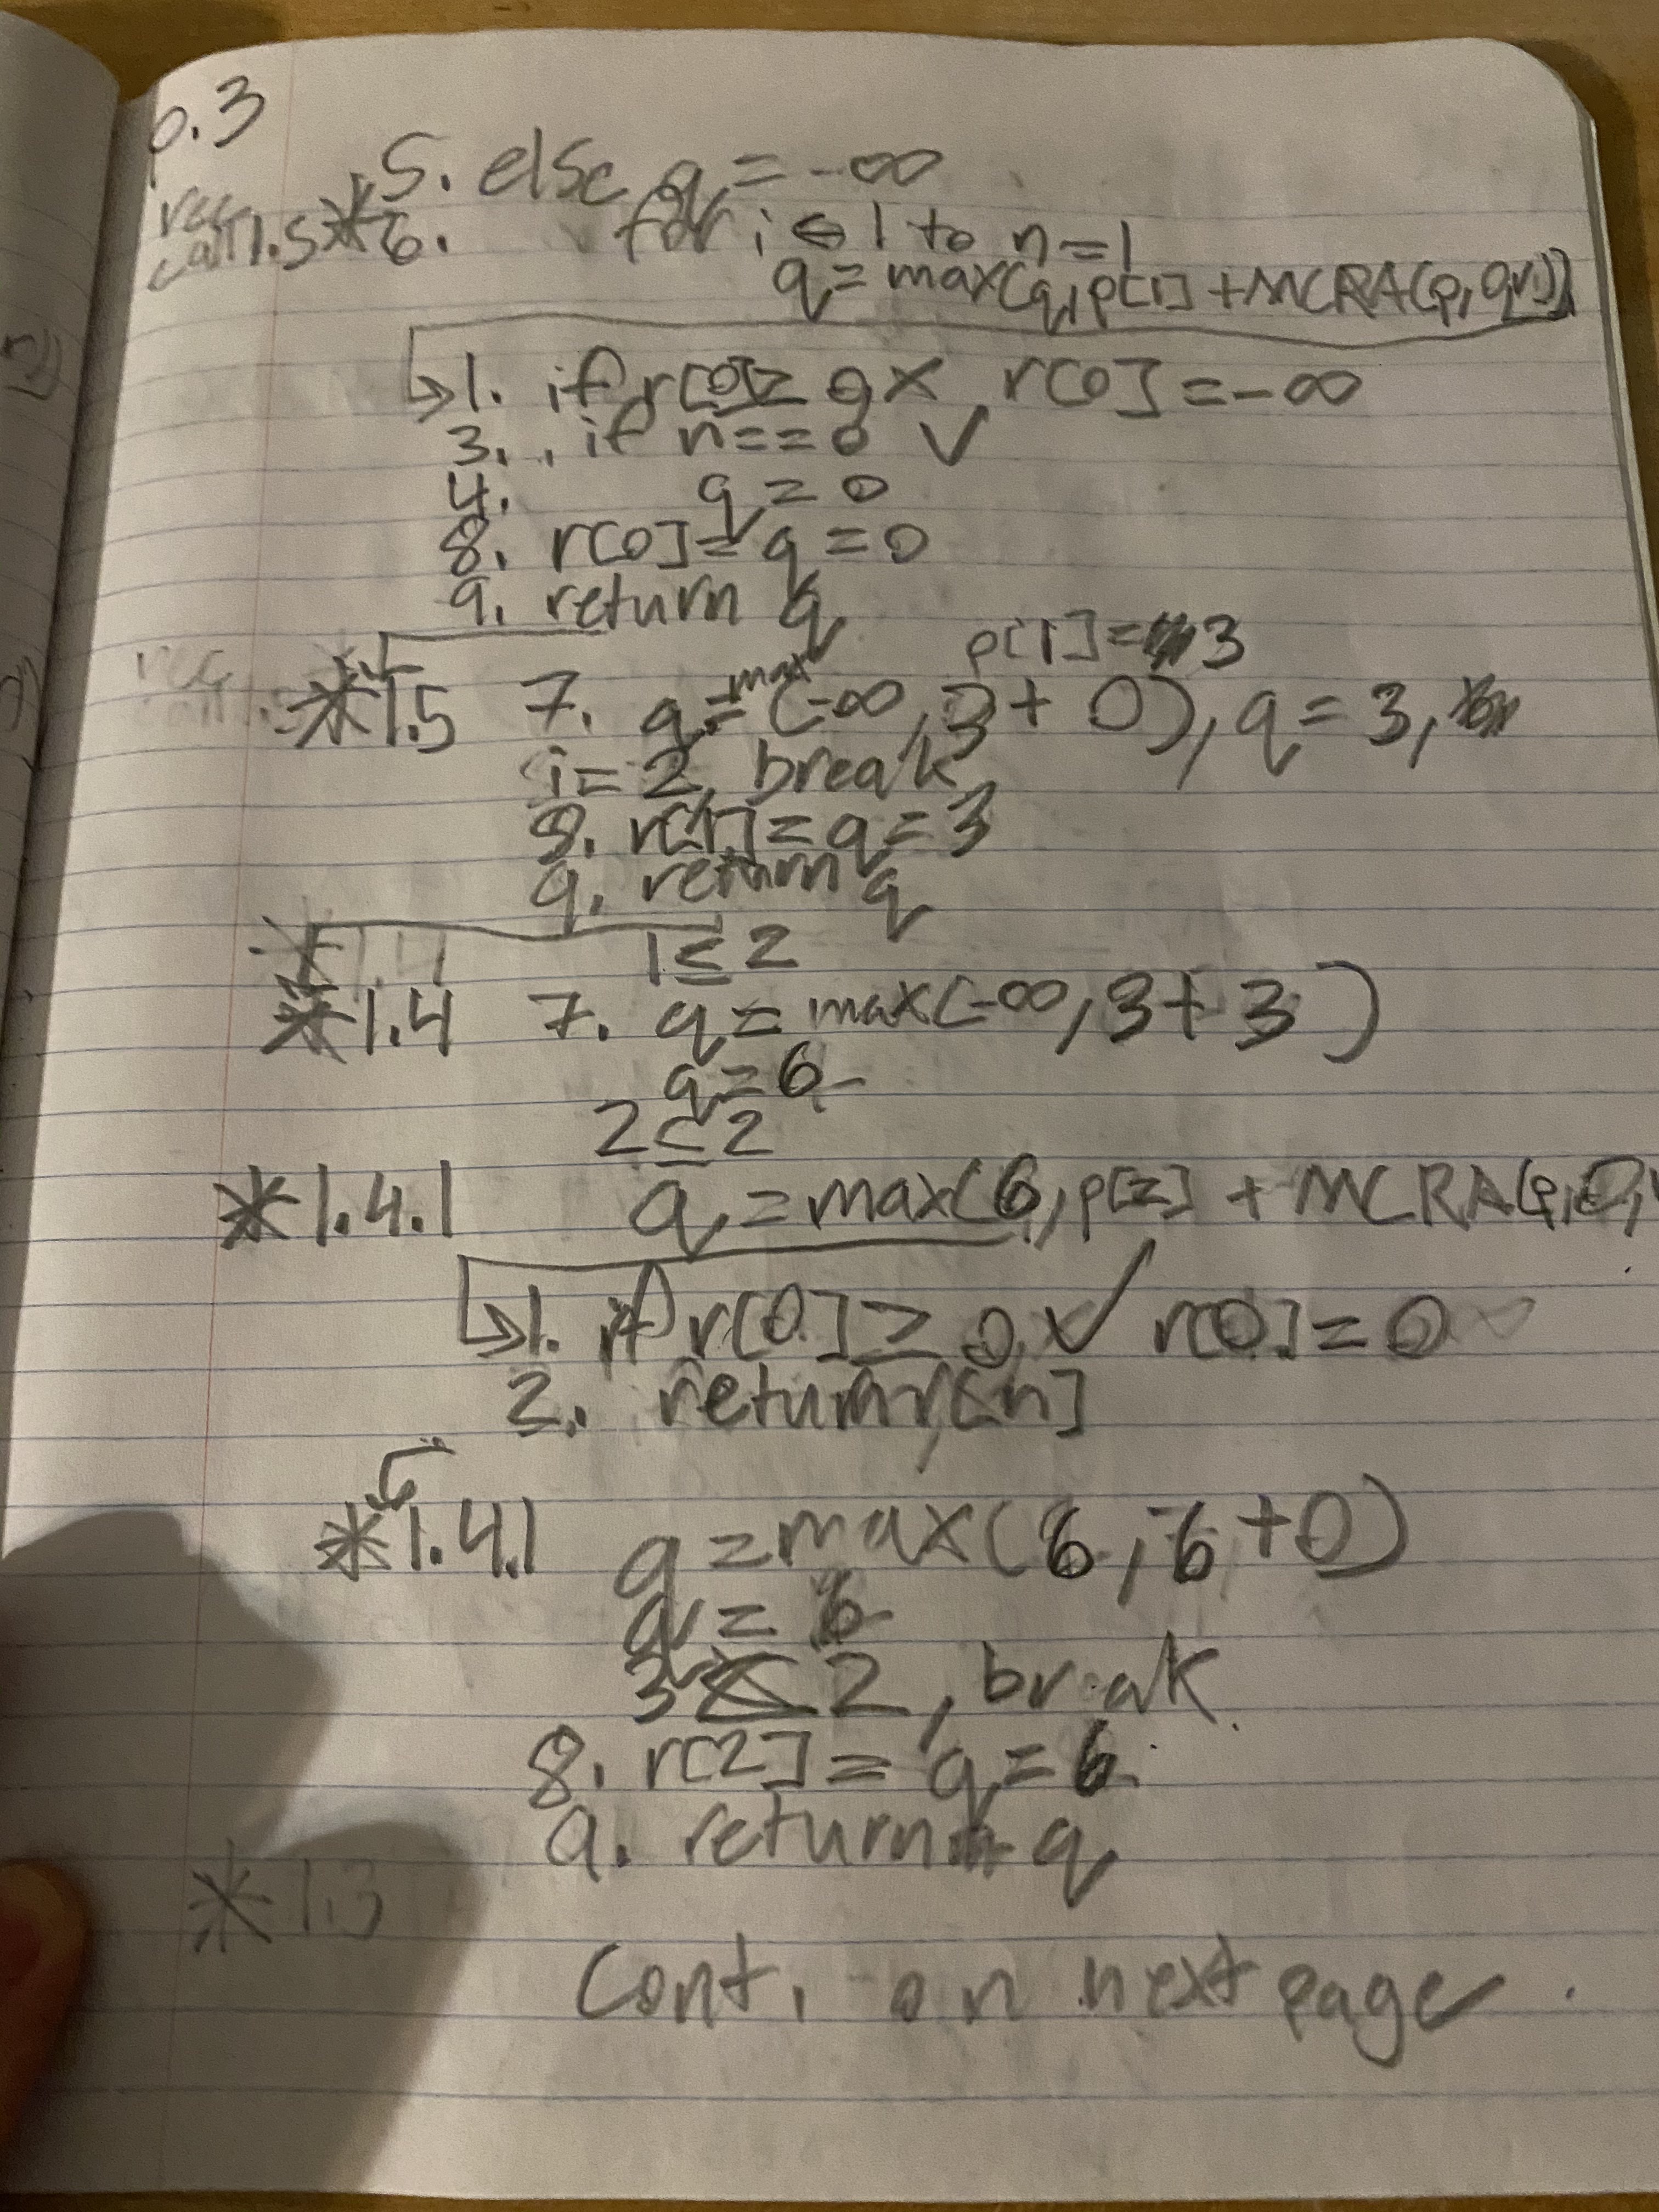 p.3
5. else q = -∞
rec call 1.5 * 6. for i ← 1 to n = 1
q = max(q, p[1] + MCRA(p, 0, r))
↳ 1. if r[0] ≥ 0 X r[0] = -∞
3. if n == 0 ✓
4. q = 0
8. r[0] = q = 0
9. return q
p[1] = 3
rec call
*1.5 7. q = max(-∞, 3 + 0), q = 3,
i = 2, break
8. r[1] = q = 3
9. return q
*1.4 1 ≤ 2
*1.4 7. q = max(-∞, 3 + 3)
q = 6
2 ≤ 2
*1.4.1 q = max(6, p[2] + MCRA(p, 0,
↳ 1. if r[0] ≥ 0 ✓ r[0] = 0
2. return r[n]
*1.4.1 q = max(6, 6 + 0)
q = 6
3 ≰ 2, break
8. r[2] = q = 6
9. return q
*1.3
Cont. on next page